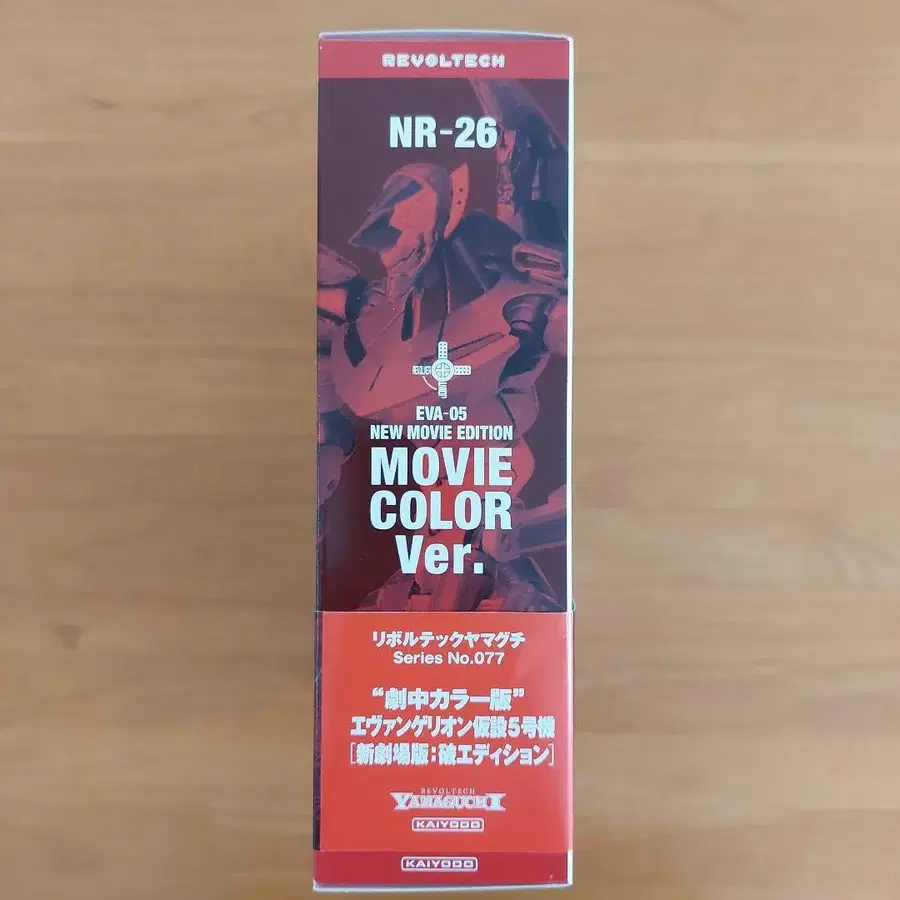 REVOLTECH
NR-26
EVA-05
NEW MOVIE EDITION
MOVIE
COLOR
Ver.
リボルテックヤマグチ
Series No.077
“劇中カラー版”
エヴァンゲリオン仮設5号機
[新劇場版:破エディション]
REVOLTECH
YAMAGUCHI
KAIYODO
KAIYODO